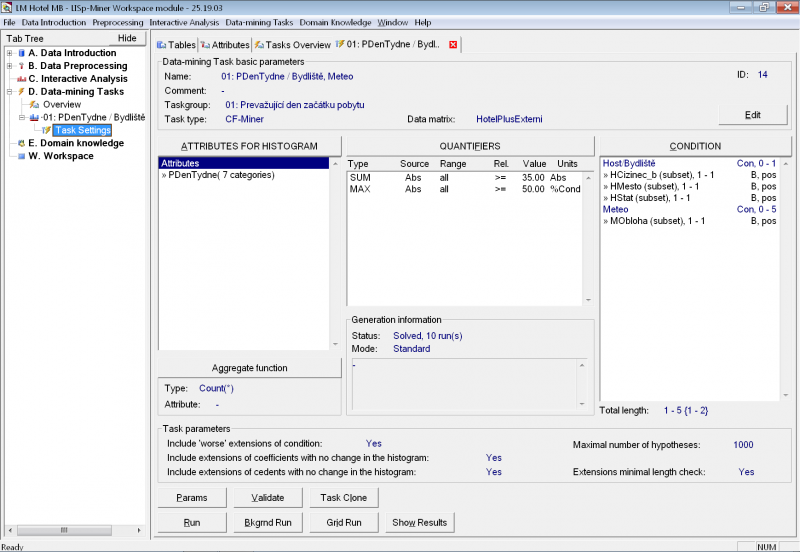 LM Hotel MB - LISp-Miner Workspace module - 25.19.03
File Data Introduction Preprocessing Interactive Analysis Data-mining Tasks Domain Knowledge Window Help
Tab Tree Hide
A. Data Introduction
B. Data Preprocessing
C. Interactive Analysis
D. Data-mining Tasks
Overview
01: PDenTydne / Bydliště
Task Settings
E. Domain knowledge
W. Workspace
Tables Attributes Tasks Overview 01: PDenTydne / Bydl..
Data-mining Task basic parameters
Name: 01: PDenTydne / Bydliště, Meteo ID: 14
Comment: -
Taskgroup: 01: Prevažující den začátku pobytu
Task type: CF-Miner Data matrix: HotelPlusExterni
Edit
ATTRIBUTES FOR HISTOGRAM
Attributes
» PDenTydne( 7 categories)
QUANTIFIERS
Type Source Range Rel. Value Units
SUM Abs all >= 35.00 Abs
MAX Abs all >= 50.00 %Cond
CONDITION
Host/Bydliště Con, 0 - 1
» HCizinec_b (subset), 1 - 1 B, pos
» HMesto (subset), 1 - 1 B, pos
» HStat (subset), 1 - 1 B, pos
Meteo Con, 0 - 5
» MObloha (subset), 1 - 1 B, pos
Generation information
Status: Solved, 10 run(s)
Mode: Standard
-
Aggregate function
Type: Count(*)
Attribute: -
Total length: 1 - 5 {1 - 2}
Task parameters
Include 'worse' extensions of condition: Yes Maximal number of hypotheses: 1000
Include extensions of coefficients with no change in the histogram: Yes
Include extensions of cedents with no change in the histogram: Yes Extensions minimal length check: Yes
Params Validate Task Clone
Run Bkgrnd Run Grid Run Show Results
Ready NUM